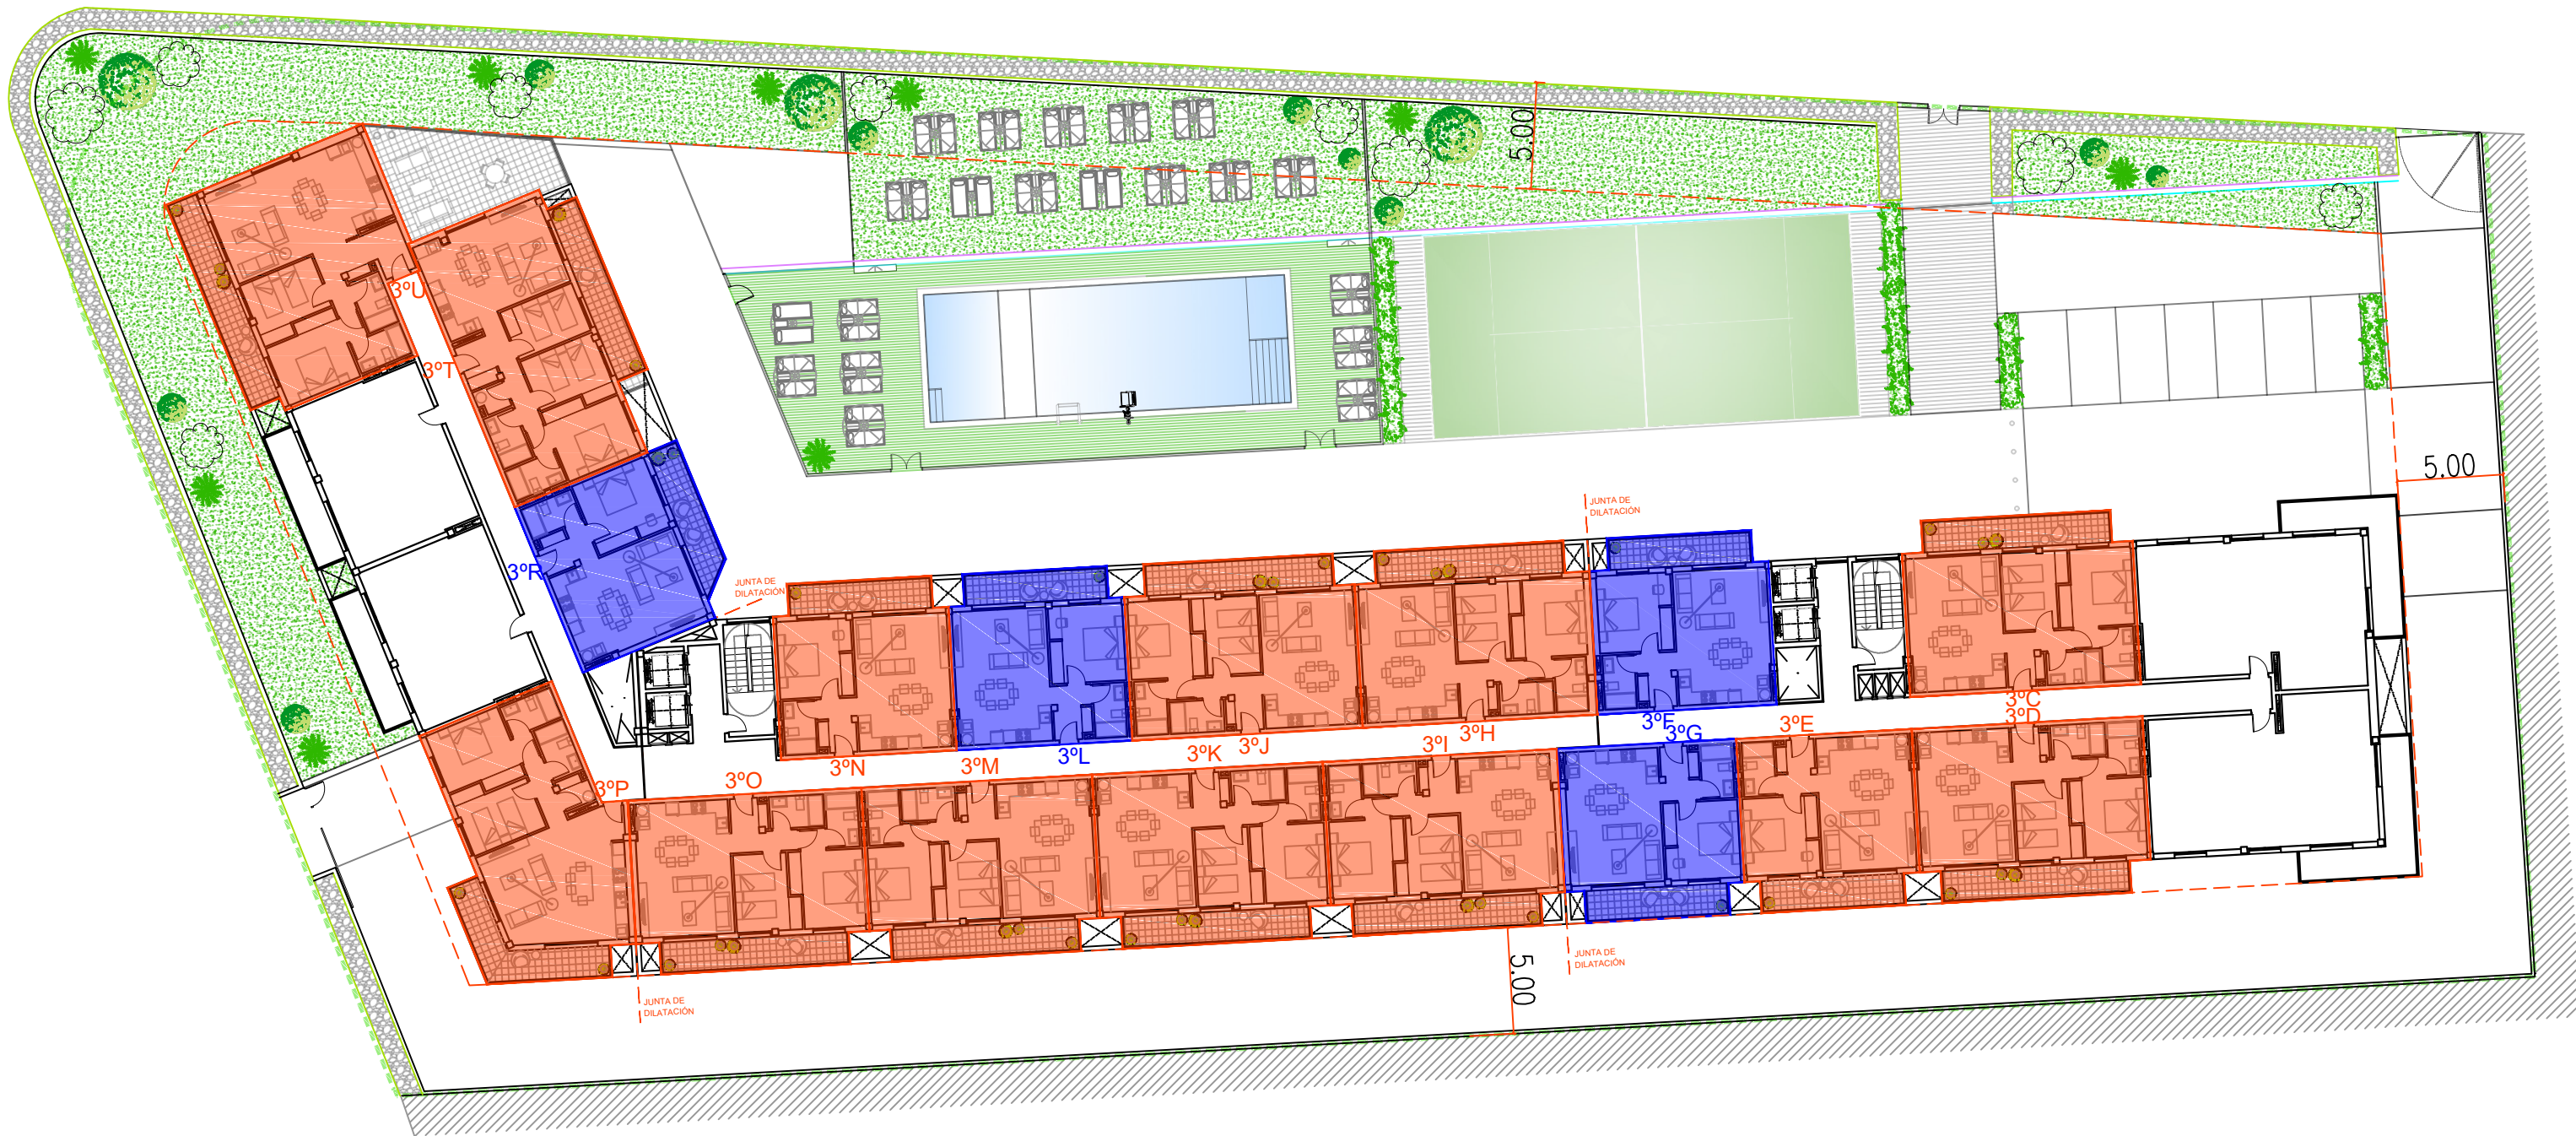 5.00
3ºU
3ºT
5.00
JUNTA DE
DILATACIÓN
3ºR
JUNTA DE
DILATACIÓN
3ºC
3ºD
3ºF
3ºG
3ºE
3ºH
3ºI
3ºJ
3ºK
3ºL
3ºM
3ºN
3ºO
3ºP
JUNTA DE
DILATACIÓN
5.00
JUNTA DE
DILATACIÓN